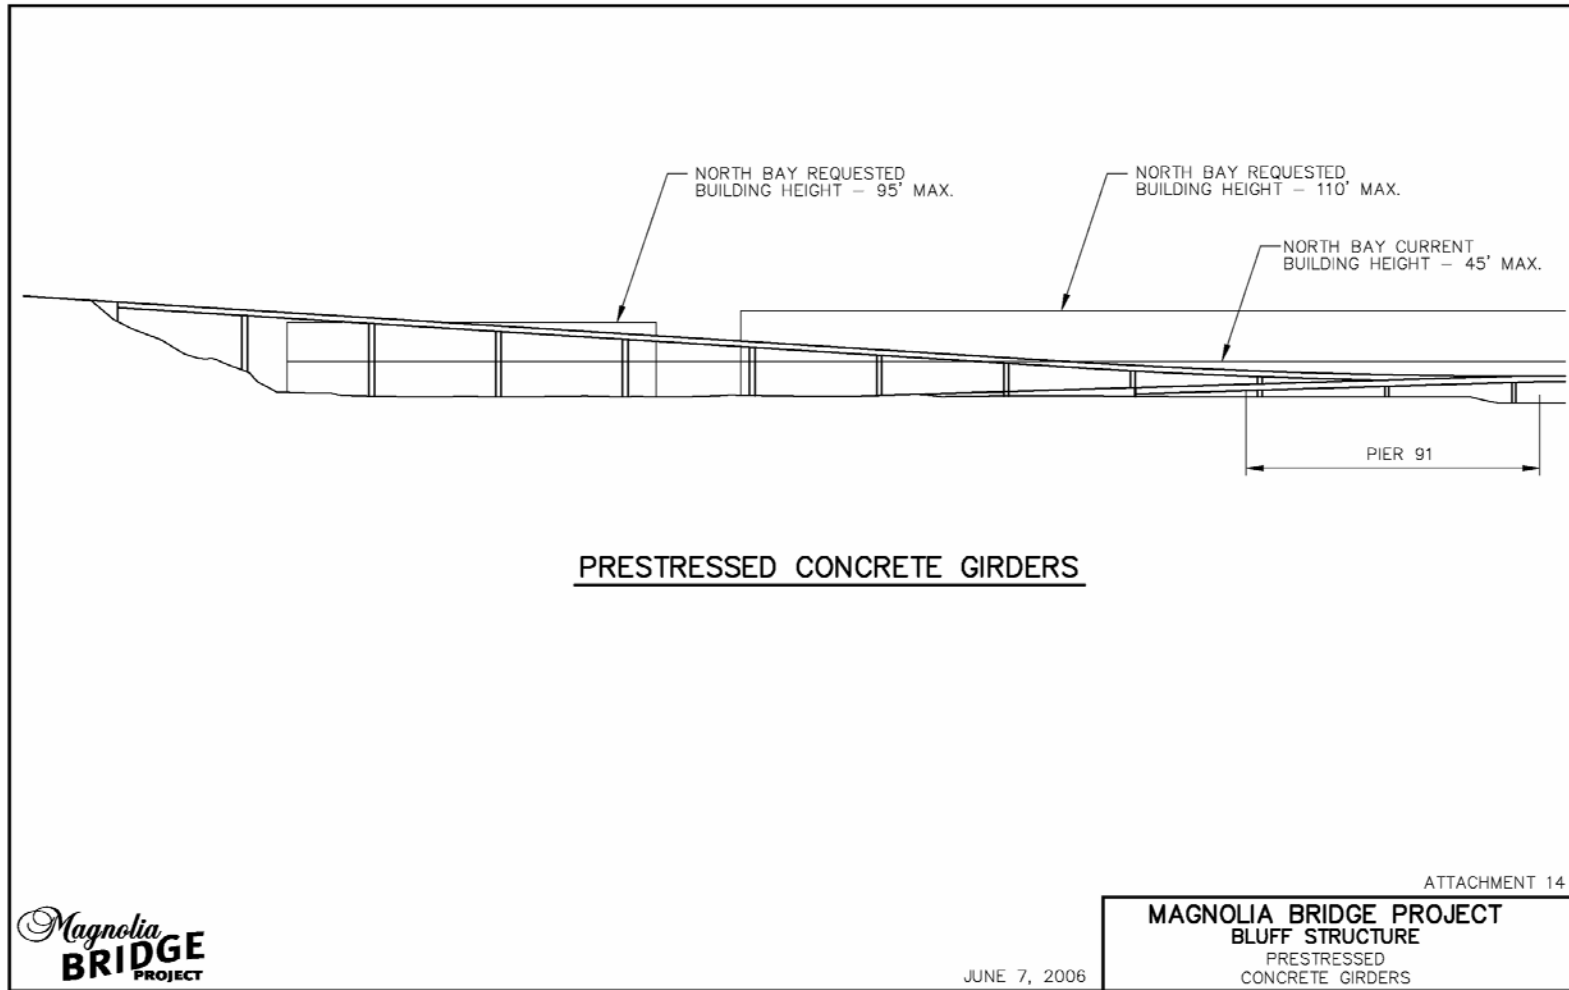 NORTH BAY REQUESTED
BUILDING HEIGHT – 95' MAX.
NORTH BAY REQUESTED
BUILDING HEIGHT – 110' MAX.
NORTH BAY CURRENT
BUILDING HEIGHT – 45' MAX.
PIER 91
PRESTRESSED CONCRETE GIRDERS
ATTACHMENT 14
Magnolia
BRIDGE
PROJECT
JUNE 7, 2006
MAGNOLIA BRIDGE PROJECT
BLUFF STRUCTURE
PRESTRESSED
CONCRETE GIRDERS